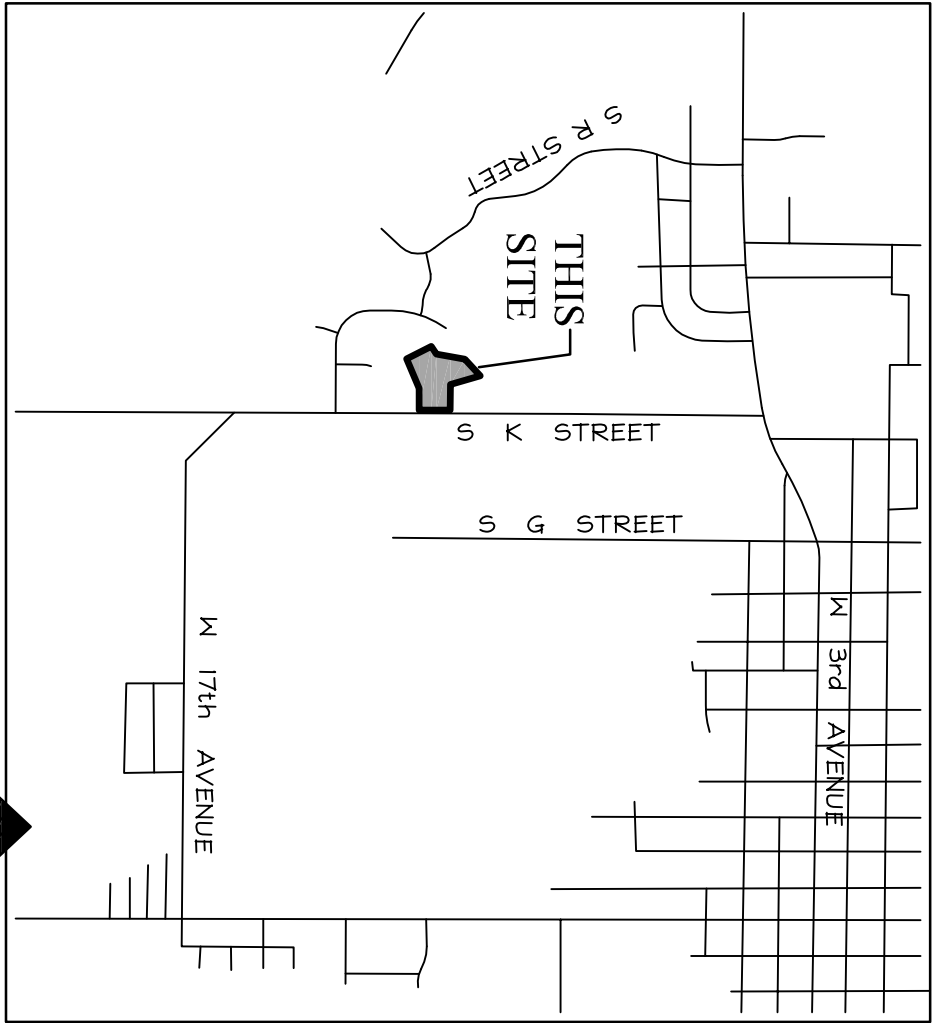 S R STREET
THIS
SITE
S K STREET
S G STREET
W 3rd AVENUE
W 17th AVENUE